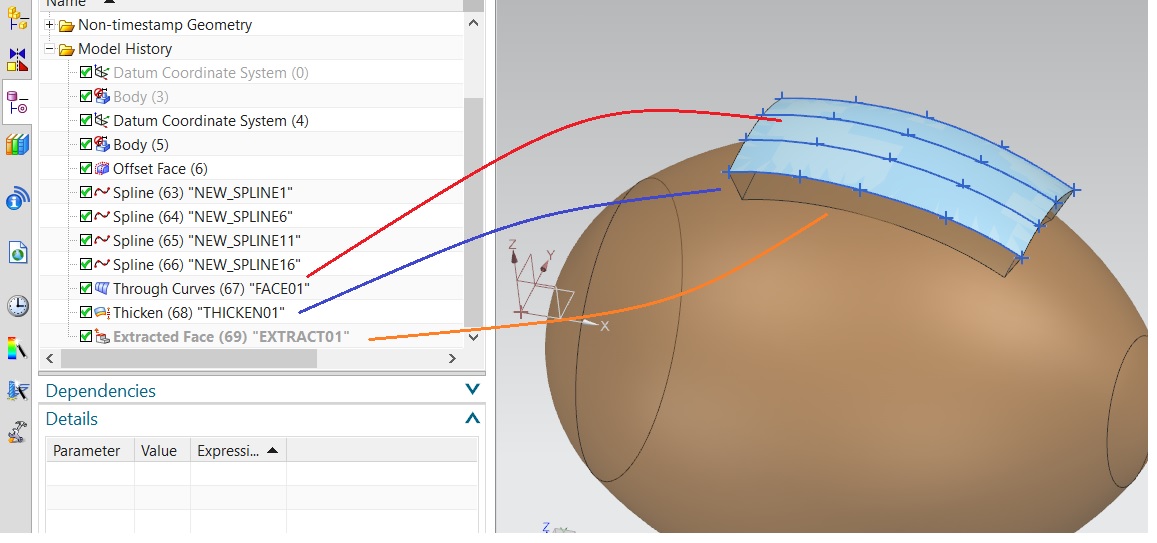 Name
Non-timestamp Geometry
Model History
Datum Coordinate System (0)
Body (3)
Datum Coordinate System (4)
Body (5)
Offset Face (6)
Spline (63) "NEW_SPLINE1"
Spline (64) "NEW_SPLINE6"
Spline (65) "NEW_SPLINE11"
Spline (66) "NEW_SPLINE16"
Through Curves (67) "FACE01"
Thicken (68) "THICKEN01"
Extracted Face (69) "EXTRACT01"
Dependencies
Details
Parameter Value Expressi...
Z
Y
X
Z